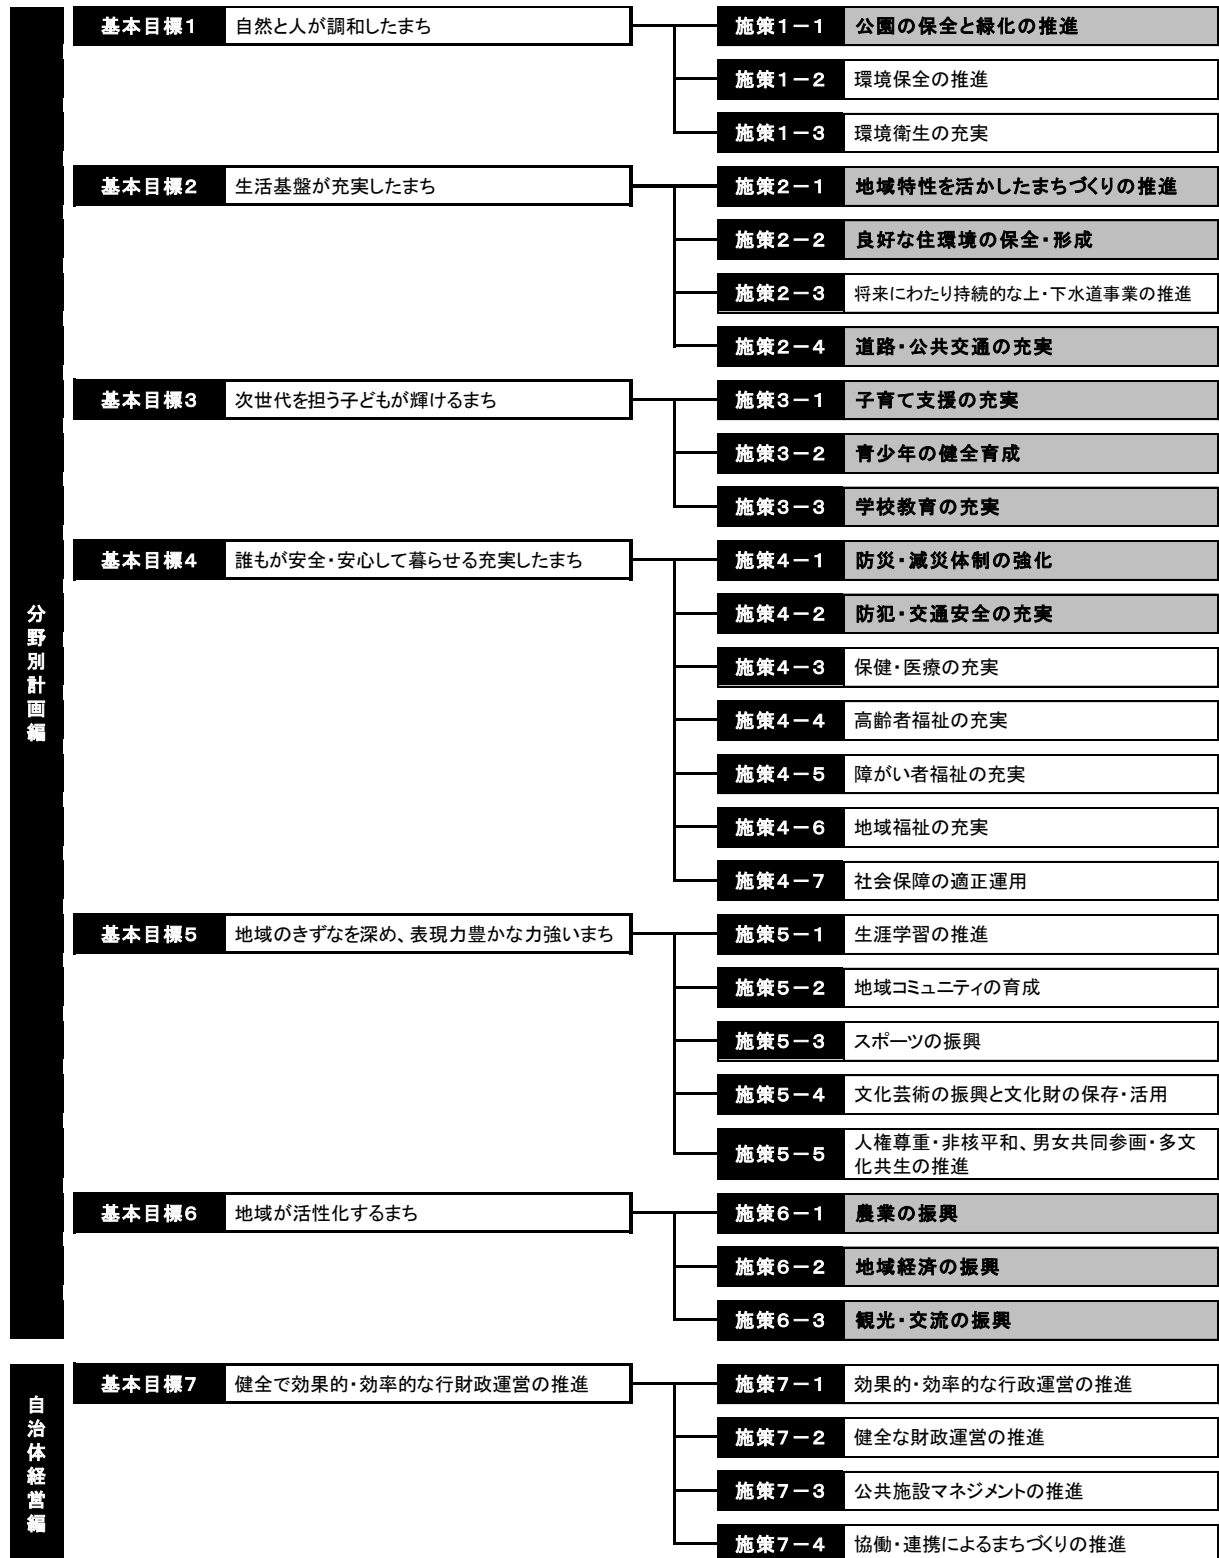 分野別計画編
基本目標1 自然と人が調和したまち
施策1－1 公園の保全と緑化の推進
施策1－2 環境保全の推進
施策1－3 環境衛生の充実
基本目標2 生活基盤が充実したまち
施策2－1 地域特性を活かしたまちづくりの推進
施策2－2 良好な住環境の保全・形成
施策2－3 将来にわたり持続的な上・下水道事業の推進
施策2－4 道路・公共交通の充実
基本目標3 次世代を担う子どもが輝けるまち
施策3－1 子育て支援の充実
施策3－2 青少年の健全育成
施策3－3 学校教育の充実
基本目標4 誰もが安全・安心して暮らせる充実したまち
施策4－1 防災・減災体制の強化
施策4－2 防犯・交通安全の充実
施策4－3 保健・医療の充実
施策4－4 高齢者福祉の充実
施策4－5 障がい者福祉の充実
施策4－6 地域福祉の充実
施策4－7 社会保障の適正運用
基本目標5 地域のきずなを深め、表現力豊かな力強いまち
施策5－1 生涯学習の推進
施策5－2 地域コミュニティの育成
施策5－3 スポーツの振興
施策5－4 文化芸術の振興と文化財の保存・活用
施策5－5 人権尊重・非核平和、男女共同参画・多文
化共生の推進
基本目標6 地域が活性化するまち
施策6－1 農業の振興
施策6－2 地域経済の振興
施策6－3 観光・交流の振興
自治体経営編
基本目標7 健全で効果的・効率的な行財政運営の推進
施策7－1 効果的・効率的な行政運営の推進
施策7－2 健全な財政運営の推進
施策7－3 公共施設マネジメントの推進
施策7－4 協働・連携によるまちづくりの推進